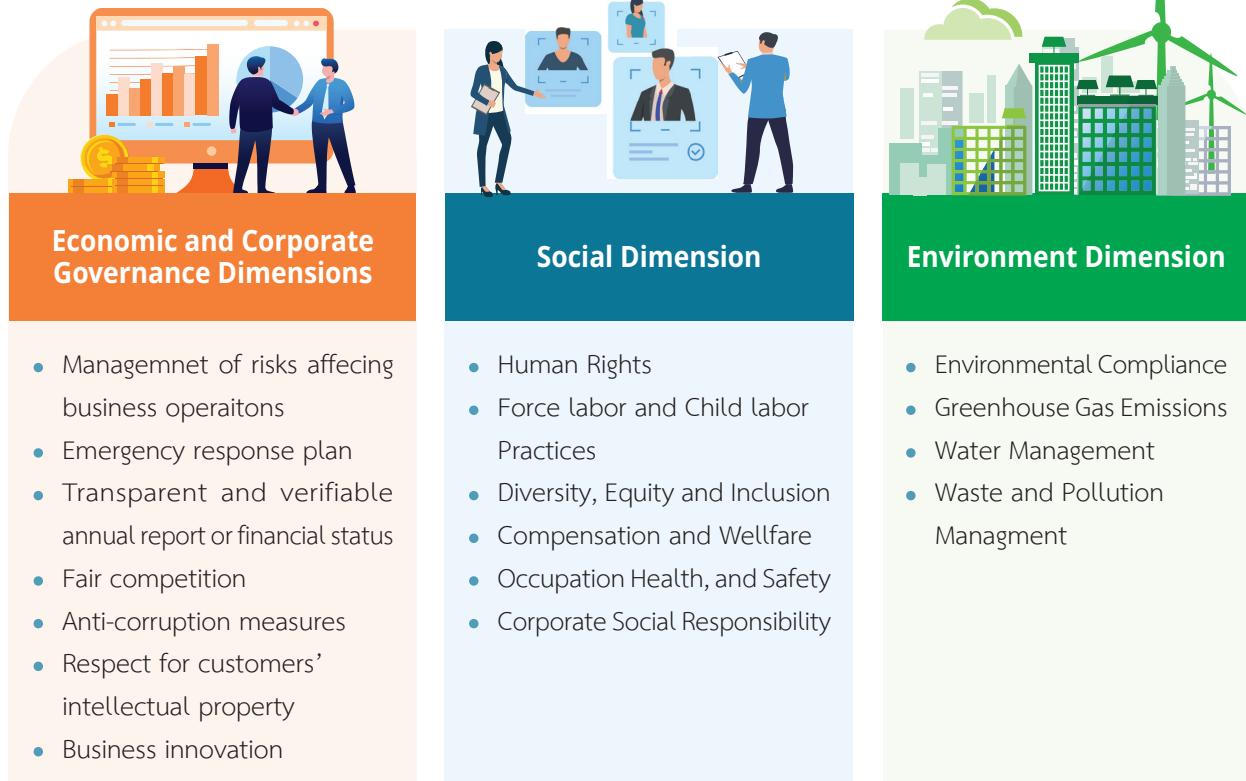 Economic and Corporate
Governance Dimensions
• Managemnet of risks affecing
business operaitons
• Emergency response plan
• Transparent and verifiable
annual report or financial status
• Fair competition
• Anti-corruption measures
• Respect for customers’
intellectual property
• Business innovation
Social Dimension
• Human Rights
• Force labor and Child labor
Practices
• Diversity, Equity and Inclusion
• Compensation and Wellfare
• Occupation Health, and Safety
• Corporate Social Responsibility
Environment Dimension
• Environmental Compliance
• Greenhouse Gas Emissions
• Water Management
• Waste and Pollution
Managment